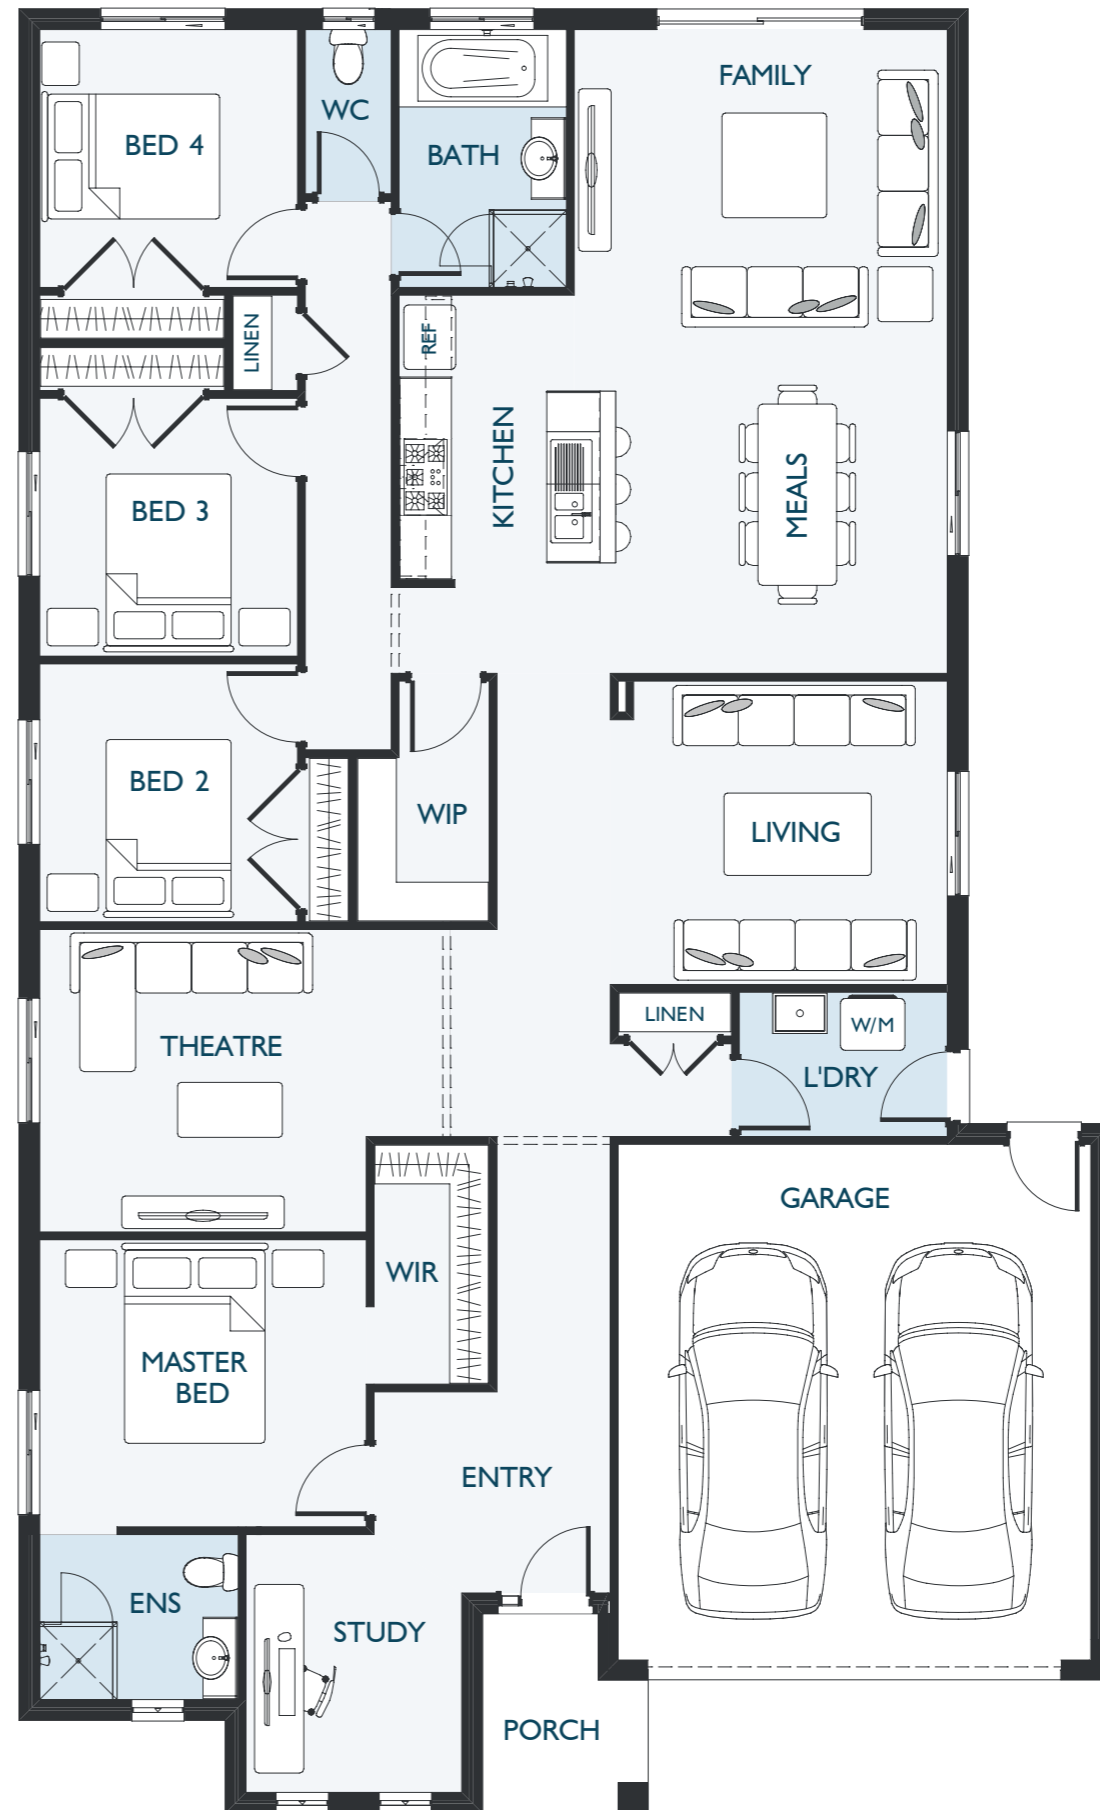 FAMILY
WC
BED 4
BATH
LINEN
REF
KITCHEN
MEALS
BED 3
BED 2
WIP
LIVING
LINEN
W/M
THEATRE
L'DRY
GARAGE
WIR
MASTER
BED
ENTRY
ENS
STUDY
PORCH